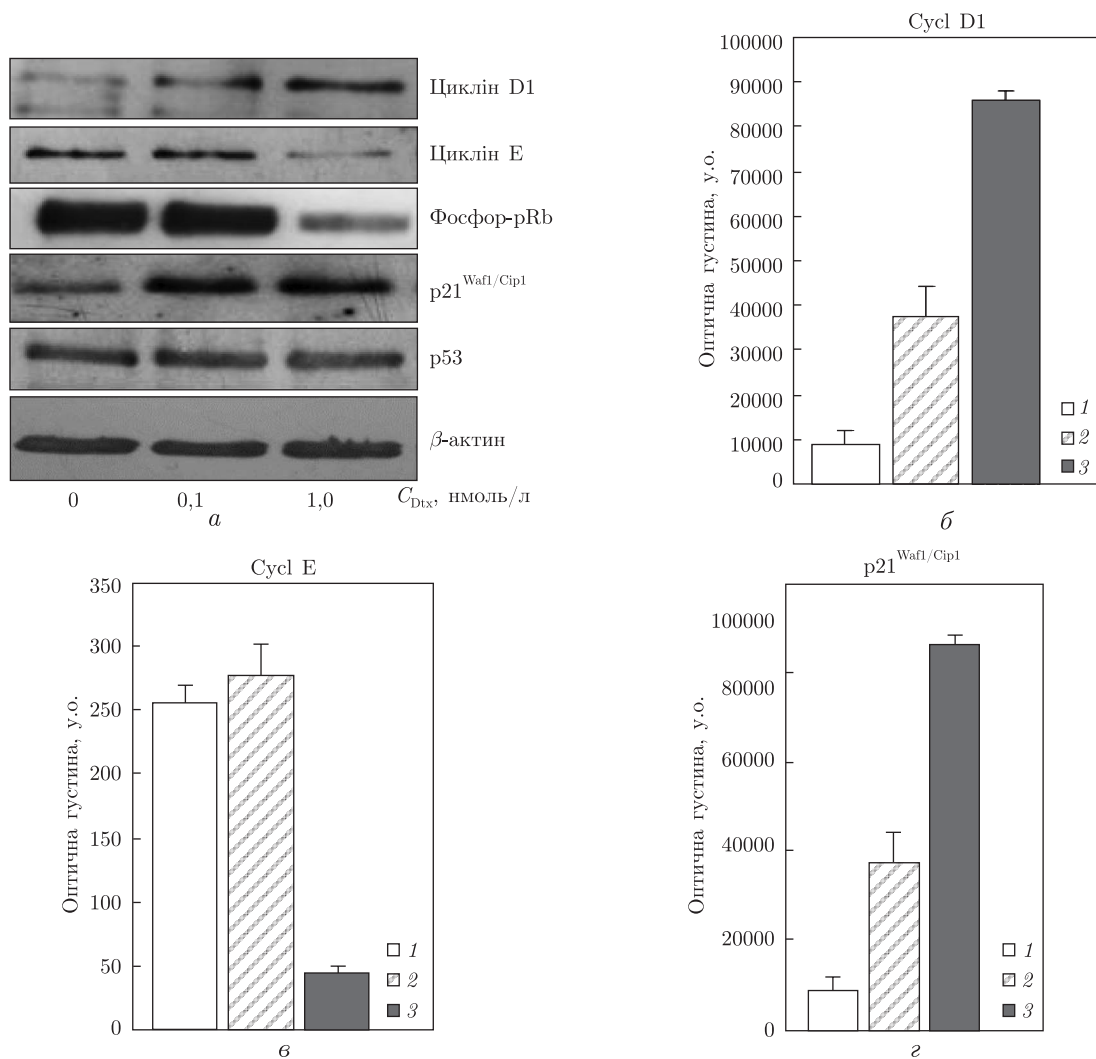 Циклін D1
Циклін E
Фосфор-pRb
p21Waf1/Cip1
p53
β-актин
0 0,1 1,0 CDtx, нмоль/л
а
Cycl D1
Оптична густина, у.о.
100000
90000
80000
70000
60000
50000
40000
30000
20000
10000
0
1
2
3
б
Cycl E
Оптична густина, у.о.
350
300
250
200
150
100
50
0
1
2
3
в
p21Waf1/Cip1
Оптична густина, у.о.
100000
80000
60000
40000
20000
0
1
2
3
г